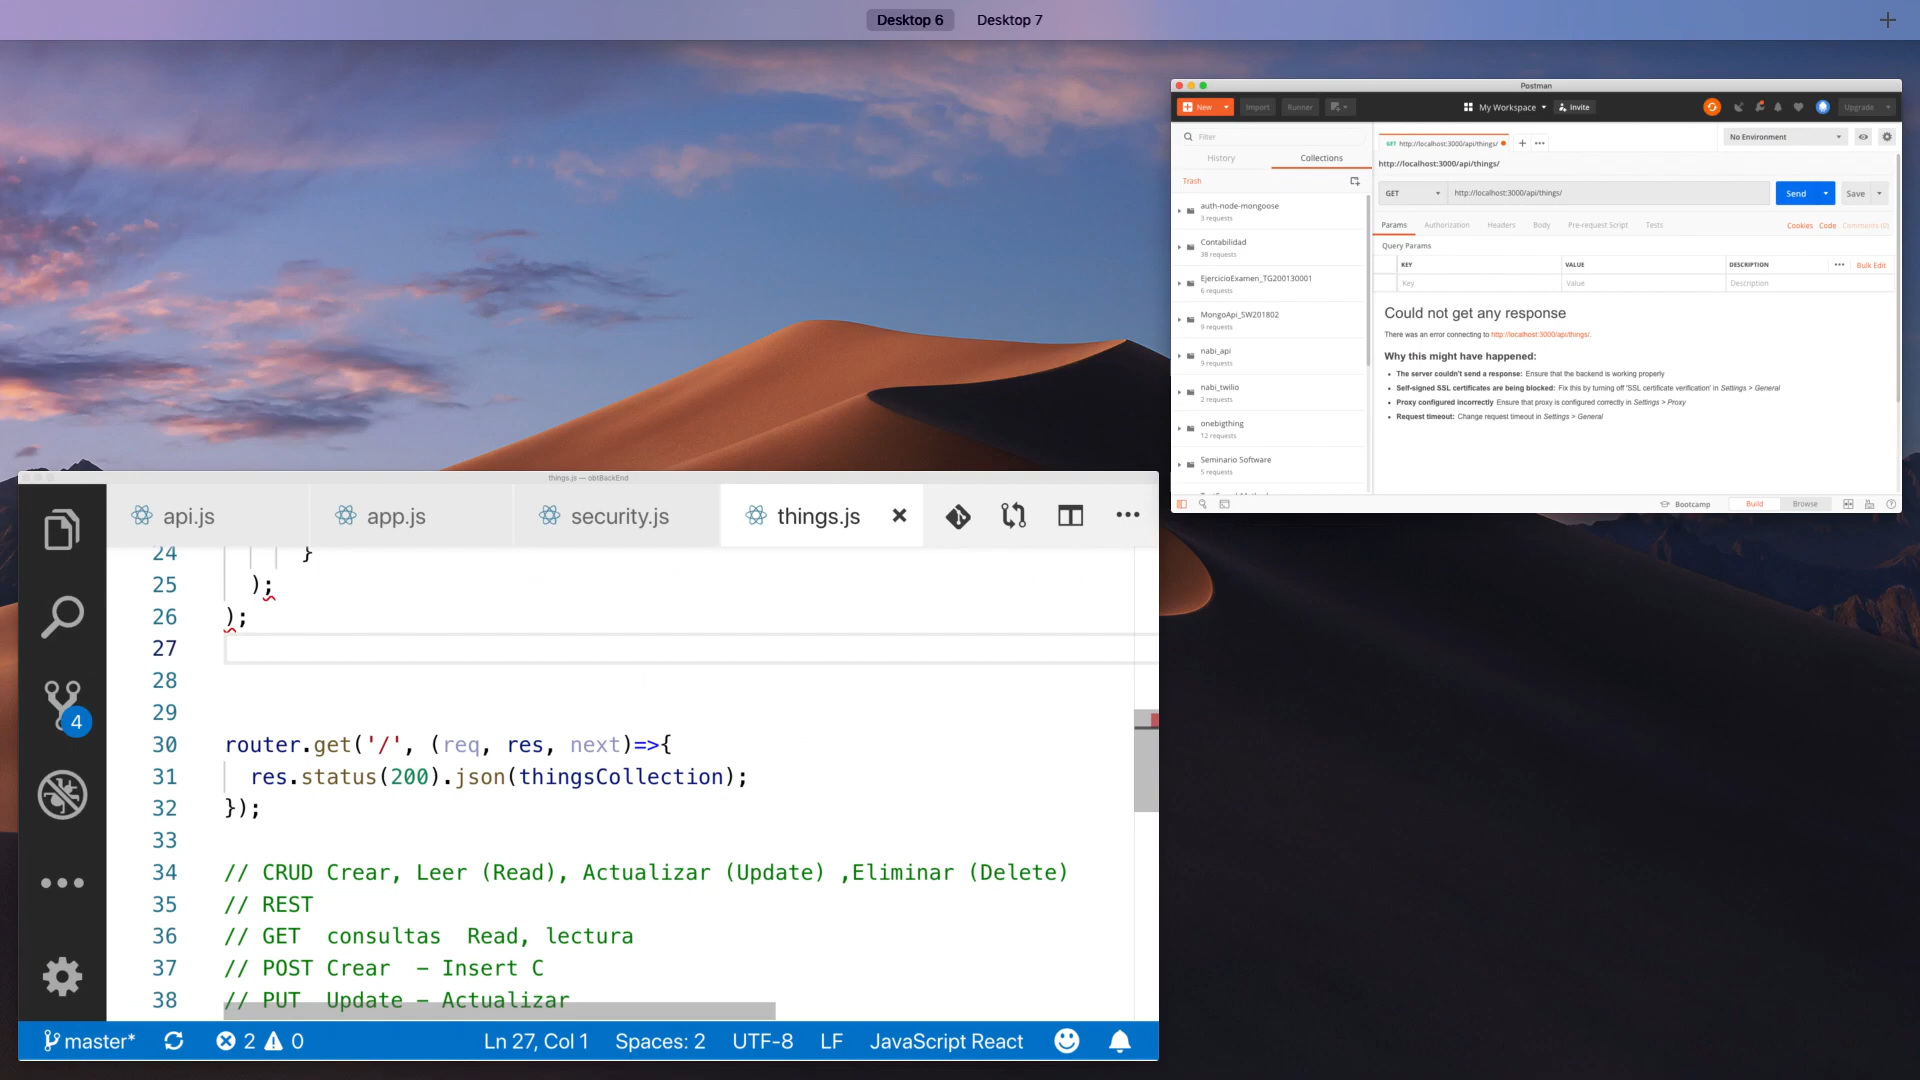 Desktop 6 Desktop 7
Postman
New Import Runner My Workspace Invite Upgrade
Filter
History Collections
Trash
auth-node-mongoose
3 requests
Contabilidad
38 requests
EjercicioExamen_TG200130001
6 requests
MongoApi_SW201802
9 requests
nabi_api
9 requests
nabi_twilio
2 requests
onebigthing
12 requests
Seminario Software
5 requests
GET http://localhost:3000/api/things/
No Environment
http://localhost:3000/api/things/
GET http://localhost:3000/api/things/ Send Save
Params Authorization Headers Body Pre-request Script Tests Cookies Code Comments (0)
Query Params
KEY VALUE DESCRIPTION Bulk Edit
Key Value Description
Could not get any response
There was an error connecting to http://localhost:3000/api/things/.
Why this might have happened:
• The server couldn't send a response: Ensure that the backend is working properly
• Self-signed SSL certificates are being blocked: Fix this by turning off 'SSL certificate verification' in Settings > General
• Proxy configured incorrectly Ensure that proxy is configured correctly in Settings > Proxy
• Request timeout: Change request timeout in Settings > General
Bootcamp Build Browse
things.js — obtBackEnd
api.js app.js security.js things.js
24 }
25 );
26 );
27
28
29
30 router.get('/', (req, res, next)=>{
31 res.status(200).json(thingsCollection);
32 });
33
34 // CRUD Crear, Leer (Read), Actualizar (Update) ,Eliminar (Delete)
35 // REST
36 // GET consultas Read, lectura
37 // POST Crear - Insert C
38 // PUT Update - Actualizar
4
master* 2 0 Ln 27, Col 1 Spaces: 2 UTF-8 LF JavaScript React